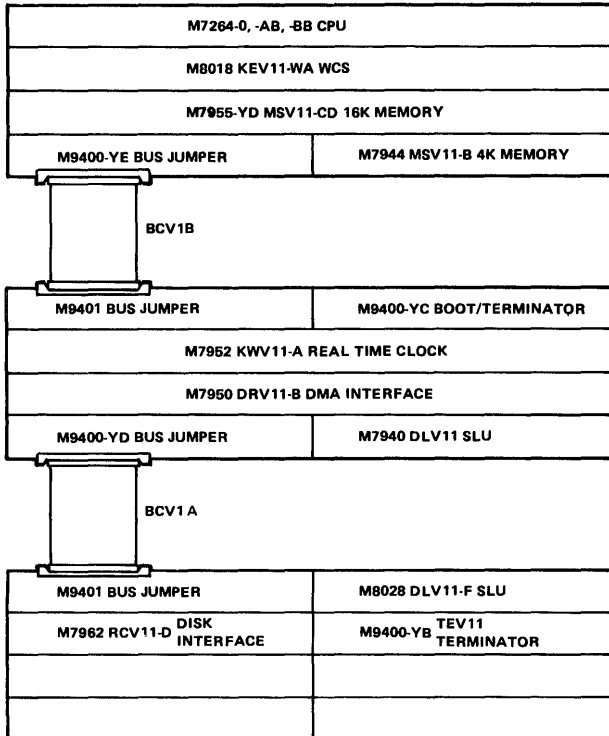 M7264-0, -AB, -BB CPU
M8018 KEV11-WA WCS
M7955-YD MSV11-CD 16K MEMORY
M9400-YE BUS JUMPER
M7944 MSV11-B 4K MEMORY
BCV1B
M9401 BUS JUMPER
M9400-YC BOOT/TERMINATOR
M7952 KWV11-A REAL TIME CLOCK
M7950 DRV11-B DMA INTERFACE
M9400-YD BUS JUMPER
M7940 DLV11 SLU
BCV1A
M9401 BUS JUMPER
M8028 DLV11-F SLU
M7962 RCV11-D DISK
INTERFACE
M9400-YB TEV11
TERMINATOR